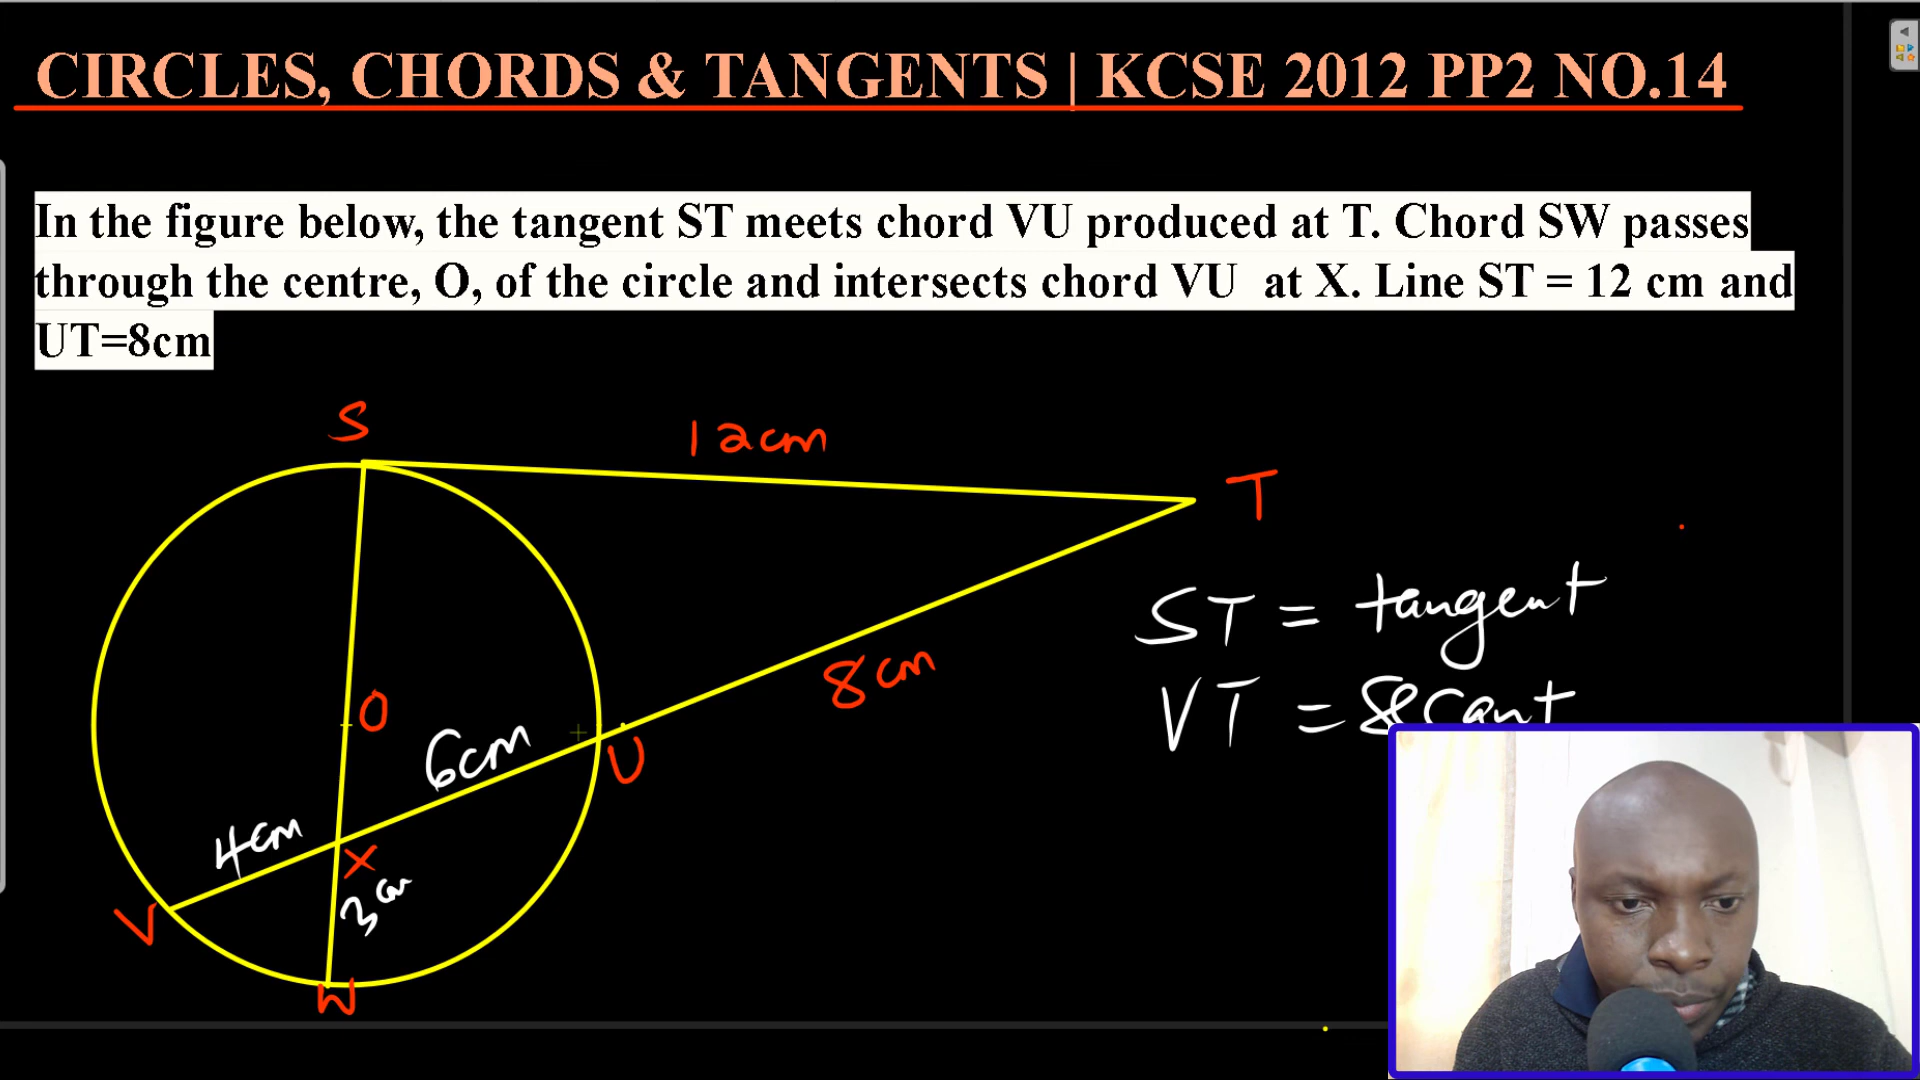 CIRCLES, CHORDS & TANGENTS | KCSE 2012 PP2 NO.14
In the figure below, the tangent ST meets chord VU produced at T. Chord SW passes
through the centre, O, of the circle and intersects chord VU at X. Line ST = 12 cm and
UT=8cm
S
12cm
T
ST = tangent
8cm
VT = secant
O
6cm
U
4cm
X
3cm
V
W